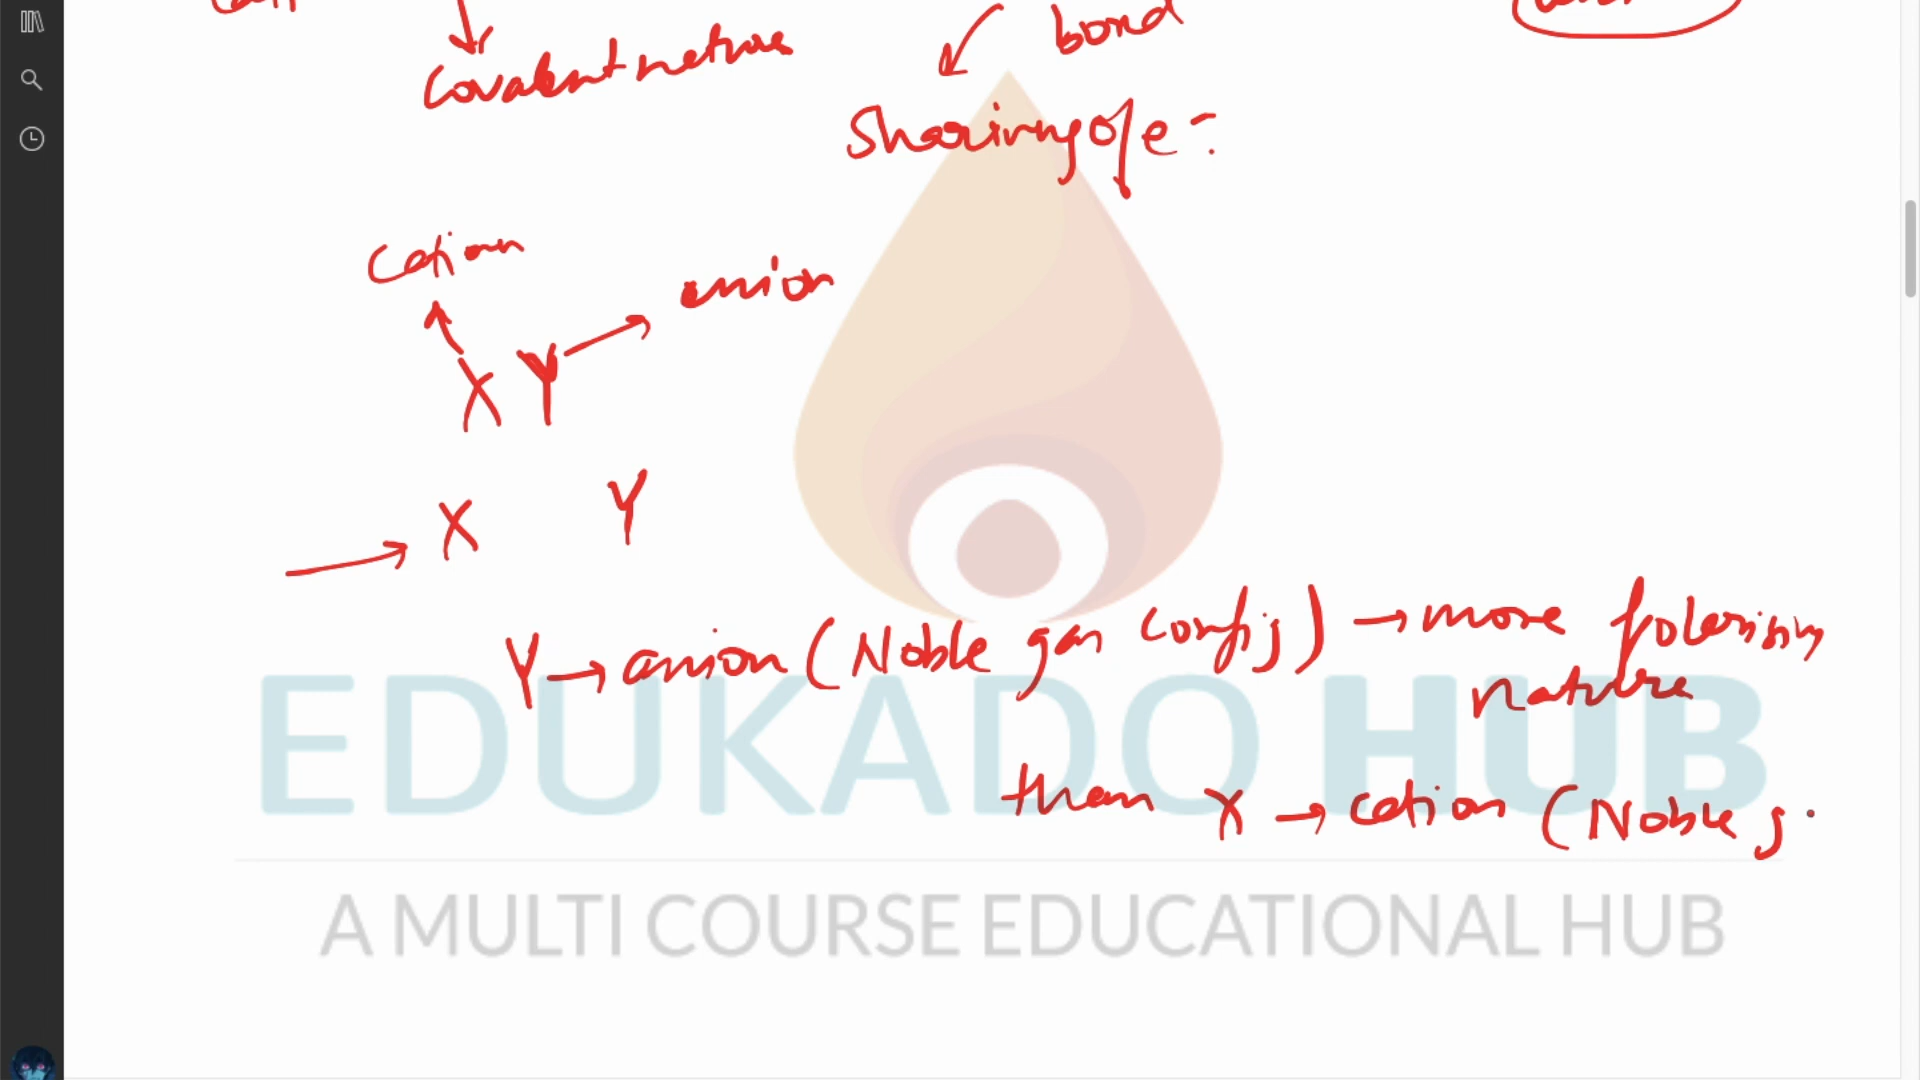 bond
Covalent nature
Sharing of e-
Cation
anion
X Y
X Y
Y → anion (Noble gas config) → more polarising
nature
than X → cation (Noble g
EDUKADO HUB
A MULTI COURSE EDUCATIONAL HUB